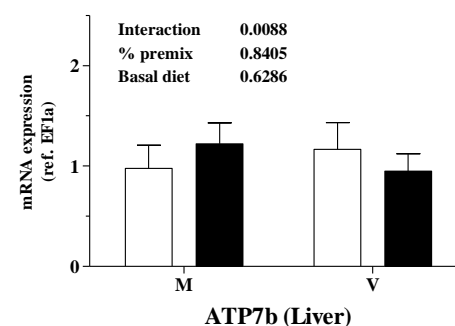 Interaction 0.0088
% premix 0.8405
Basal diet 0.6286
mRNA expression
(ref. EF1a)
2
1
0
M V
ATP7b (Liver)